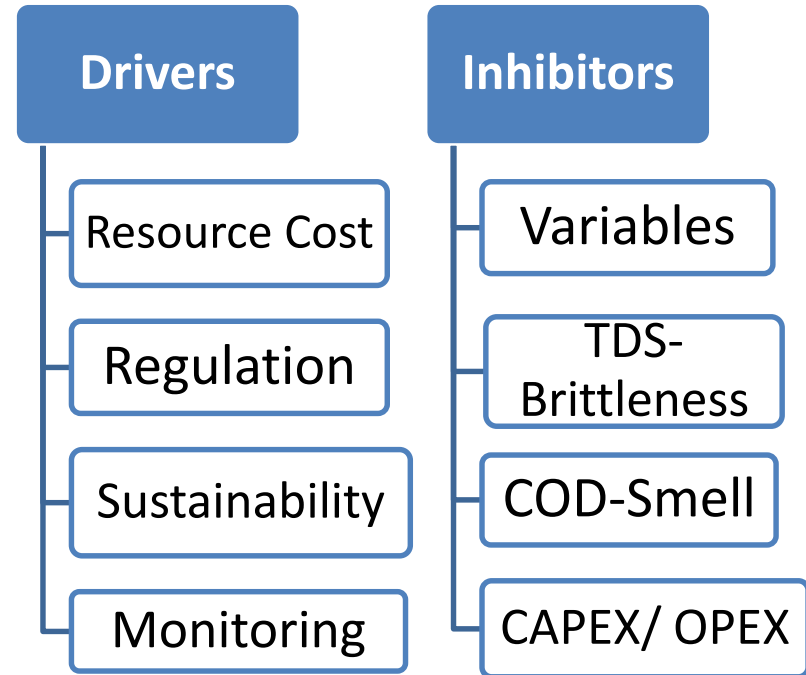 Drivers
Resource Cost
Regulation
Sustainability
Monitoring
Inhibitors
Variables
TDS-
Brittleness
COD-Smell
CAPEX/ OPEX